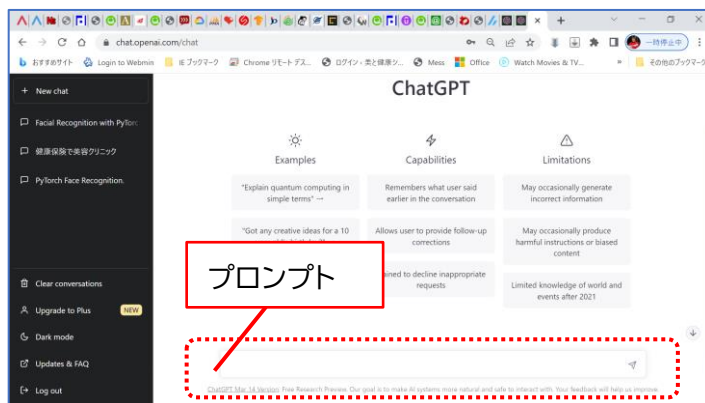 chat.openai.com/chat
一時停止中
おすすめサイト
Login to Webmin
IE ブックマーク
Chrome リモート デス...
ログイン - 美と健康シ...
Mess
Office
Watch Movies & TV...
»
その他のブックマーク
+ New chat
Facial Recognition with PyTorc
健康保険で美容クリニック
PyTorch Face Recognition.
Clear conversations
Upgrade to Plus NEW
Dark mode
Updates & FAQ
Log out
ChatGPT
Examples
"Explain quantum computing in
simple terms" →
"Got any creative ideas for a 10
Capabilities
Remembers what user said
earlier in the conversation
Allows user to provide follow-up
corrections
ined to decline inappropriate
requests
Limitations
May occasionally generate
incorrect information
May occasionally produce
harmful instructions or biased
content
Limited knowledge of world and
events after 2021
プロンプト
ChatGPT Mar 14 Version. Free Research Preview. Our goal is to make AI systems more natural and safe to interact with. Your feedback will help us improve